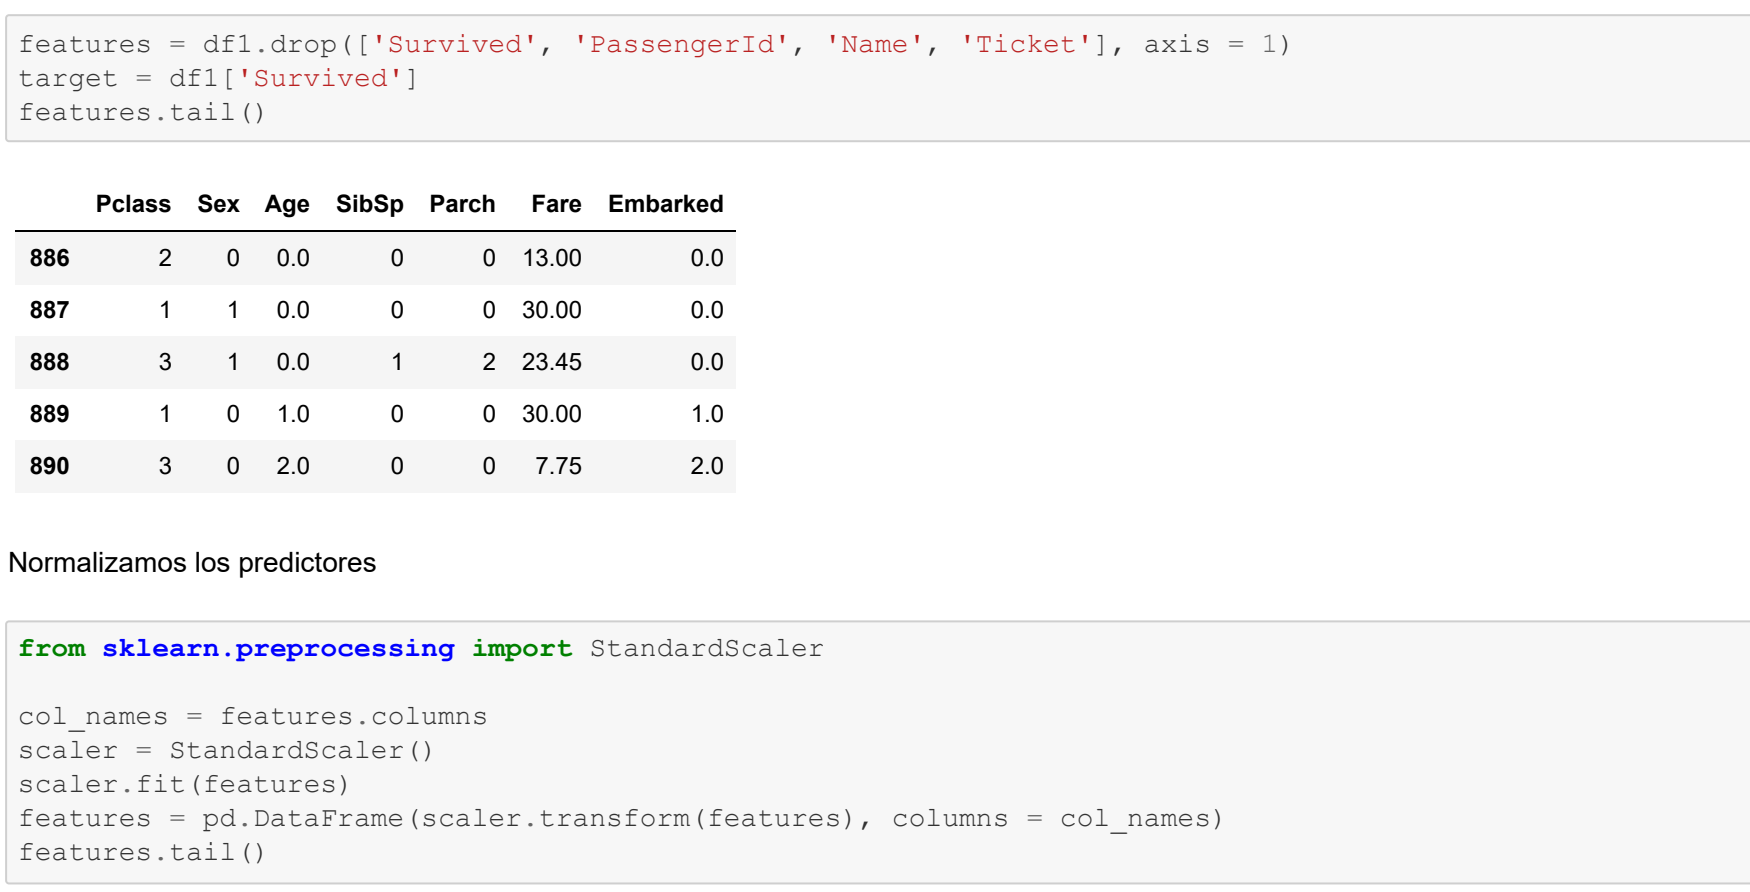 features = df1.drop(['Survived', 'PassengerId', 'Name', 'Ticket'], axis = 1)
target = df1['Survived']
features.tail()
Pclass Sex Age SibSp Parch Fare Embarked
886 2 0 0.0 0 0 13.00 0.0
887 1 1 0.0 0 0 30.00 0.0
888 3 1 0.0 1 2 23.45 0.0
889 1 0 1.0 0 0 30.00 1.0
890 3 0 2.0 0 0 7.75 2.0
Normalizamos los predictores
from sklearn.preprocessing import StandardScaler
col_names = features.columns
scaler = StandardScaler()
scaler.fit(features)
features = pd.DataFrame(scaler.transform(features), columns = col_names)
features.tail()